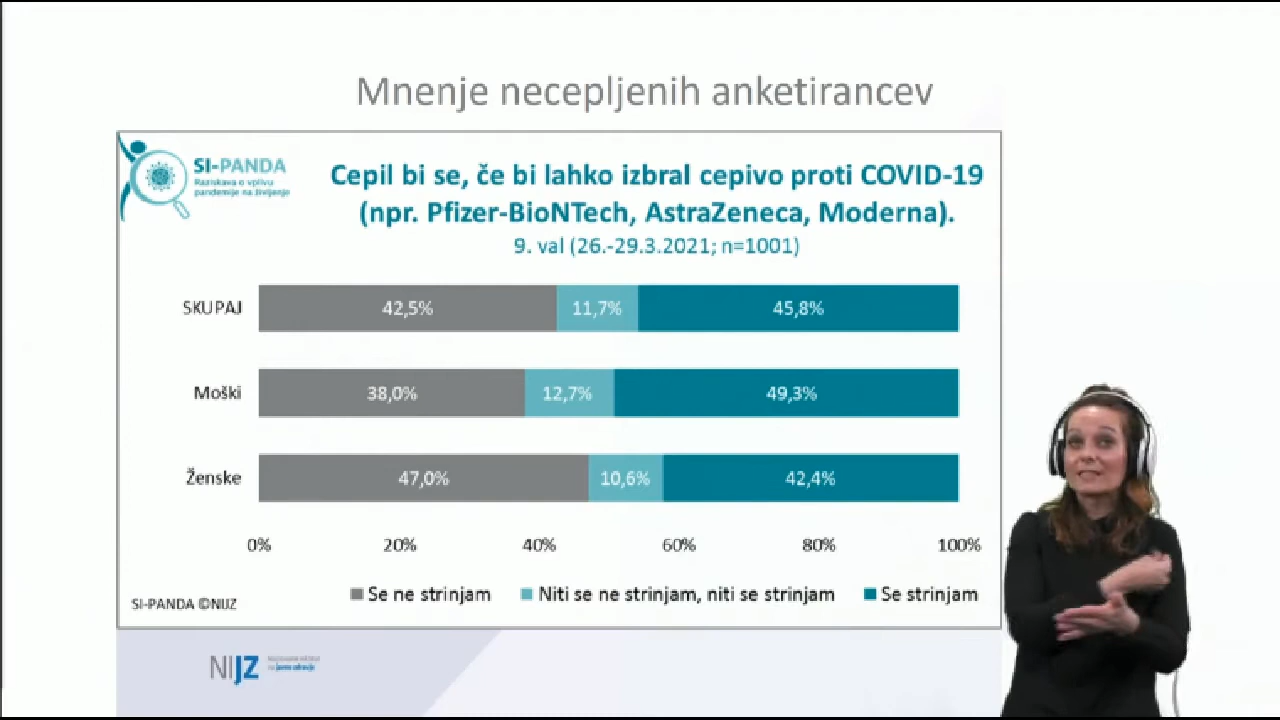 Mnenje necepljenih anketirancev
SI-PANDA
Raziskava o vplivu
pandemije na življenje
Cepil bi se, če bi lahko izbral cepivo proti COVID-19
(npr. Pfizer-BioNTech, AstraZeneca, Moderna).
9. val (26.-29.3.2021; n=1001)
SKUPAJ 42,5% 11,7% 45,8%
Moški 38,0% 12,7% 49,3%
Ženske 47,0% 10,6% 42,4%
0% 20% 40% 60% 80% 100%
Se ne strinjam Niti se ne strinjam, niti se strinjam Se strinjam
SI-PANDA ©NIJZ
NIJZ